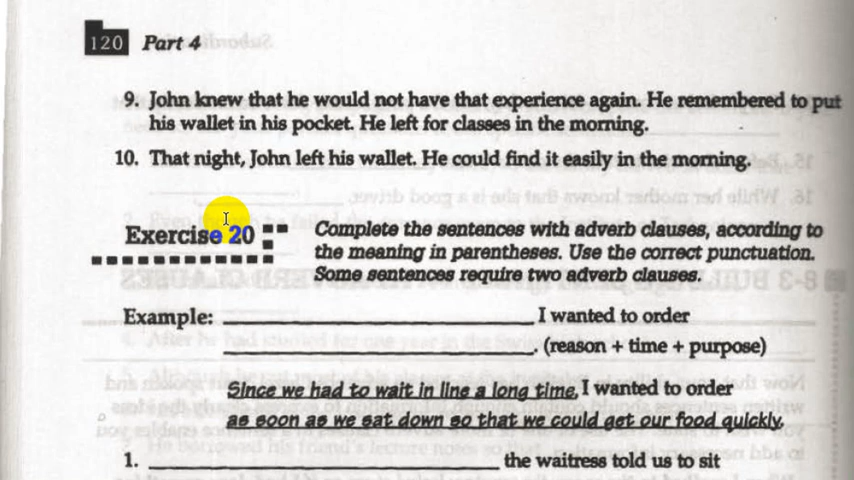 120 Part 4
9. John knew that he would not have that experience again. He remembered to put
his wallet in his pocket. He left for classes in the morning.
10. That night, John left his wallet. He could find it easily in the morning.
Exercise 20
Complete the sentences with adverb clauses, according to
the meaning in parentheses. Use the correct punctuation.
Some sentences require two adverb clauses.
Example: ____________________ I wanted to order
____________________. (reason + time + purpose)
Since we had to wait in line a long time, I wanted to order
as soon as we sat down so that we could get our food quickly.
1. ____________________ the waitress told us to sit